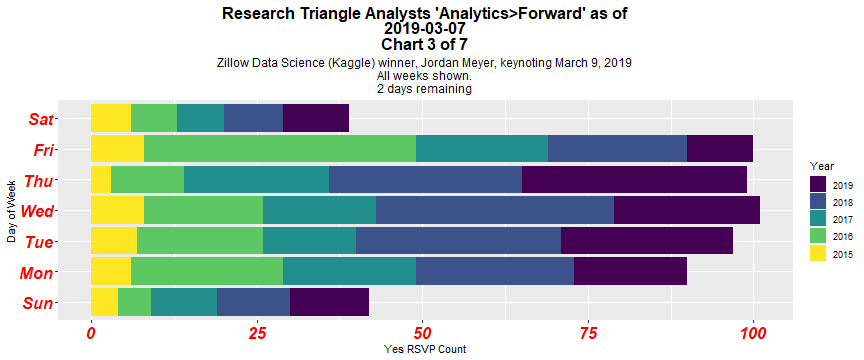 Research Triangle Analysts 'Analytics>Forward' as of
2019-03-07
Chart 3 of 7
Zillow Data Science (Kaggle) winner, Jordan Meyer, keynoting March 9, 2019
All weeks shown.
2 days remaining
Day of Week
Sat
Fri
Thu
Wed
Tue
Mon
Sun
0 25 50 75 100
Yes RSVP Count
Year
2019
2018
2017
2016
2015